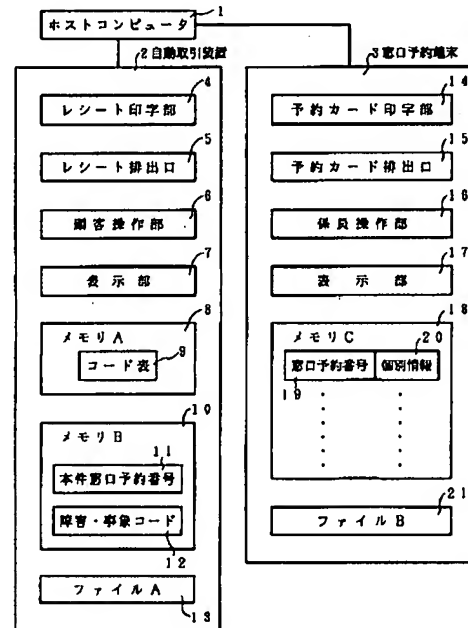 ホストコンピュータ 1
2 自動取引装置
4
レシート印字部
5
レシート排出口
6
顧客操作部
7
表示部
8
メモリA
9
コード表
10
メモリB
11
本件窓口予約番号
障害・事象コード
12
ファイルA
13
3 窓口予約端末
14
予約カード印字部
15
予約カード排出口
16
係員操作部
17
表示部
18
メモリC
20
窓口予約番号 個別情報
19
21
ファイルB